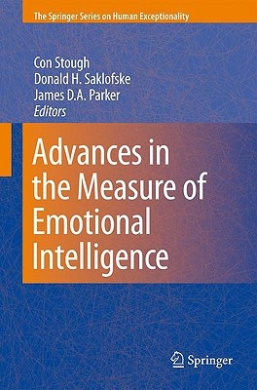 The Springer Series on Human Exceptionality
Con Stough
Donald H. Saklofske
James D.A. Parker
Editors
Advances in
the Measure of
Emotional
Intelligence
Springer